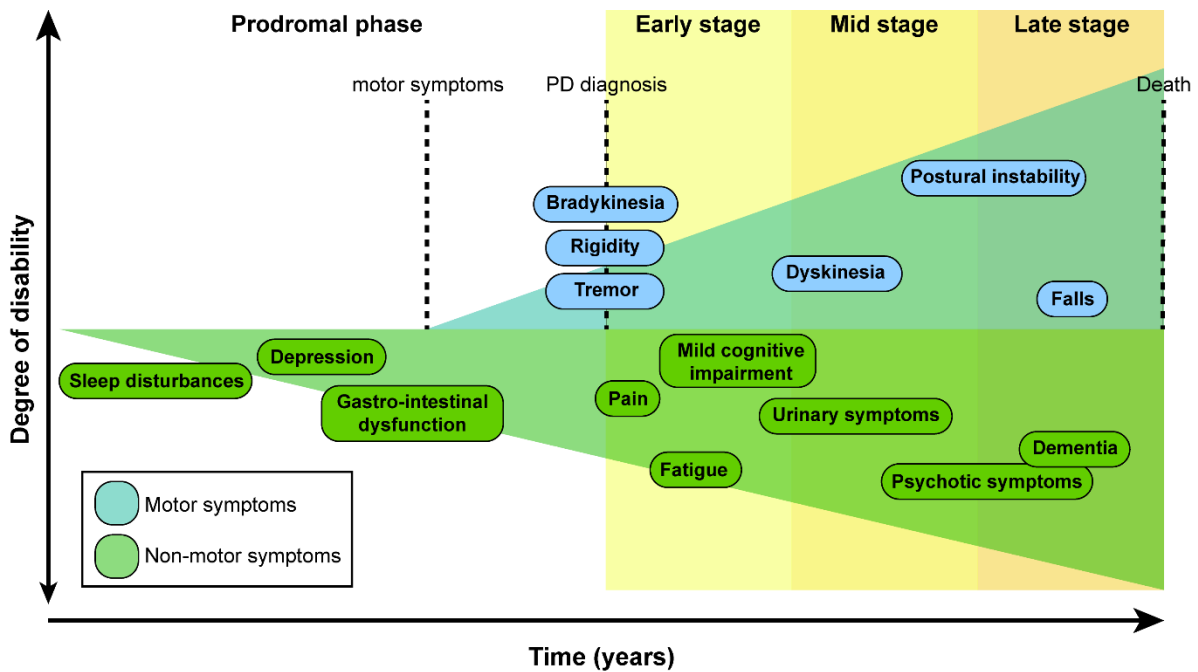 Prodromal phase
Early stage
Mid stage
Late stage
motor symptoms
PD diagnosis
Death
Degree of disability
Bradykinesia
Rigidity
Tremor
Postural instability
Dyskinesia
Falls
Sleep disturbances
Depression
Gastro-intestinal
dysfunction
Pain
Mild cognitive
impairment
Fatigue
Urinary symptoms
Dementia
Psychotic symptoms
Motor symptoms
Non-motor symptoms
Time (years)